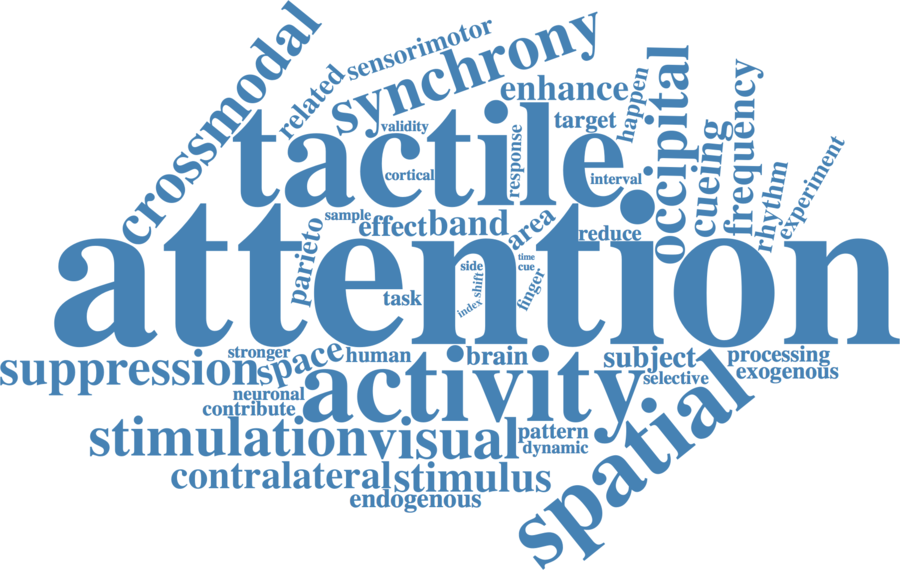 crossmodal
related
sensorimotor
synchrony
enhance
happen
occipital
cueing
frequency
rhythm
experiment
tactile
validity
cortical
response
target
interval
attention
sample
effect
band
area
reduce
parieto
task
side
shift
index
time
cue
finger
suppression
stronger
space
human
brain
subject
processing
selective
exogenous
neuronal
contribute
activity
spatial
stimulation
visual
pattern
dynamic
contralateral
stimulus
endogenous